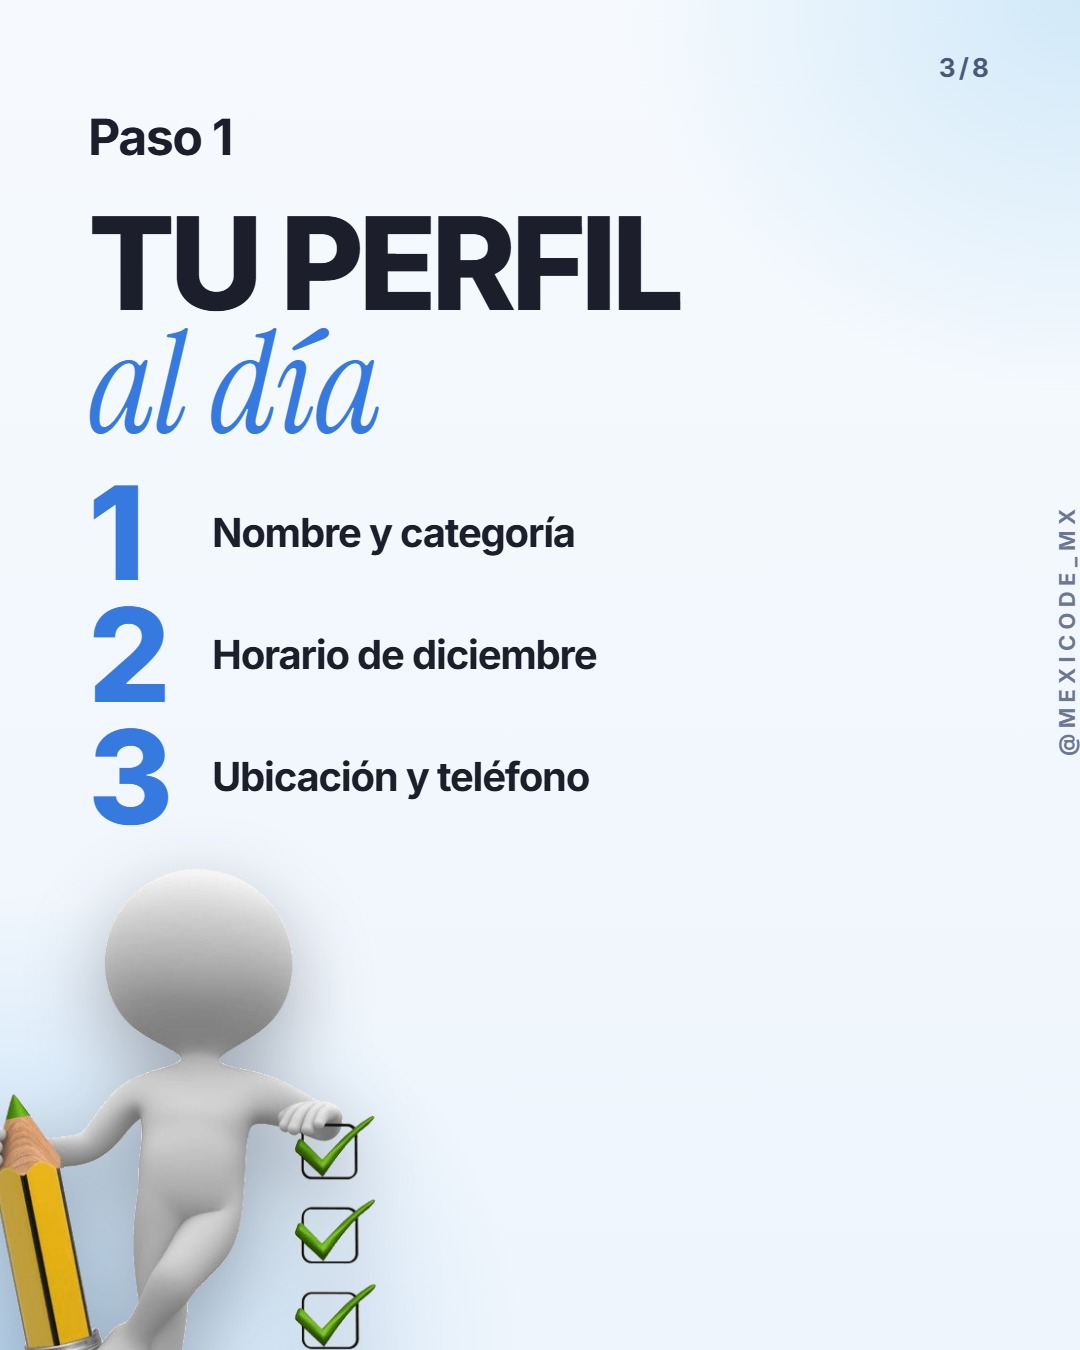 3/8
Paso 1
TU PERFIL
al día
1 Nombre y categoría
2 Horario de diciembre
3 Ubicación y teléfono
@MEXICODE_MX